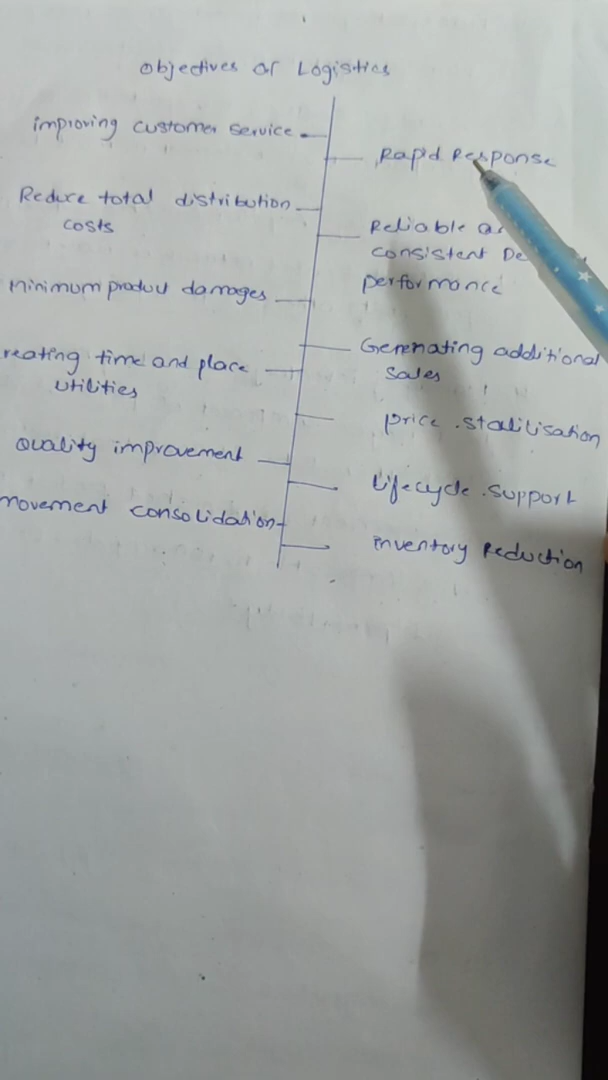 Objectives of Logistics
improving customer service
Rapid Response
Reduce total distribution
costs
Reliable
consistent
performance
Minimum product damages
Generating additional
sales
reating time and place
utilities
price stabilisation
Quality improvement
Lifecycle support
movement consolidation
inventory Reduction